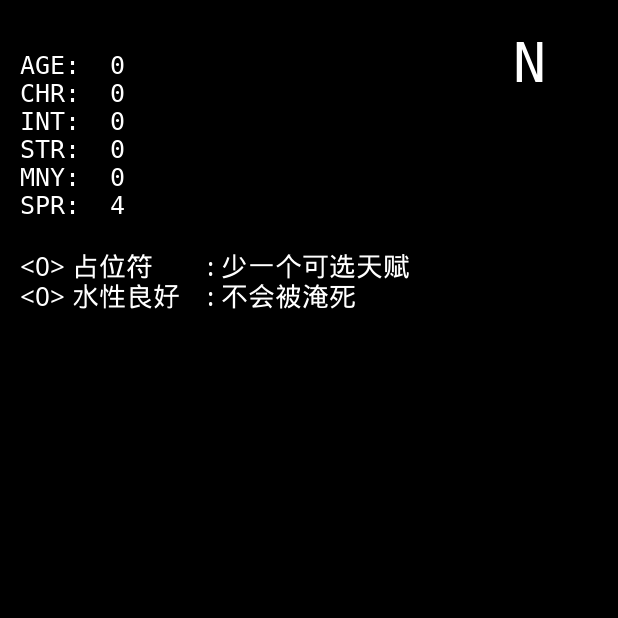 N
AGE: 0
CHR: 0
INT: 0
STR: 0
MNY: 0
SPR: 4
<O> 占位符 : 少一个可选天赋
<O> 水性良好 : 不会被淹死